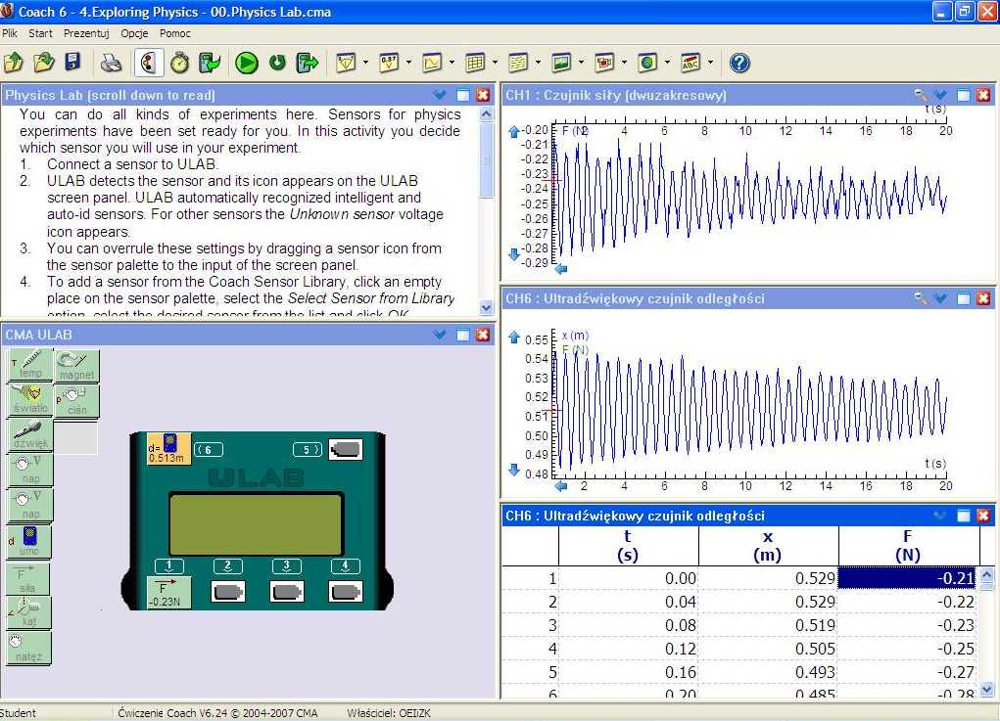 Coach 6 - 4.Exploring Physics - 00.Physics Lab.cma
Plik Start Prezentuj Opcje Pomoc
0.37
ABC
Physics Lab (scroll down to read)
You can do all kinds of experiments here. Sensors for physics
experiments have been set ready for you. In this activity you decide
which sensor you will use in your experiment.
1. Connect a sensor to ULAB.
2. ULAB detects the sensor and its icon appears on the ULAB
screen panel. ULAB automatically recognized intelligent and
auto-id sensors. For other sensors the Unknown sensor voltage
icon appears.
3. You can overrule these settings by dragging a sensor icon from
the sensor palette to the input of the screen panel.
4. To add a sensor from the Coach Sensor Library, click an empty
place on the sensor palette, select the Select Sensor from Library
option, select the desired sensor from the list and click OK
CMA ULAB
T temp
magnet
światło
p ciśn
dźwięk
V nap
V nap
d umo
F siła
kąt
natęż
d=
0.513m
6
5
ULAB
1 2 3 4
F
-0.23N
CH1 : Czujnik siły (dwuzakresowy)
t (s)
F (N) 2 4 6 8 10 12 14 16 18 20
-0.20
-0.21
-0.22
-0.23
-0.24
-0.25
-0.26
-0.27
-0.28
-0.29
CH6 : Ultradźwiękowy czujnik odległości
x (m)
F (N)
0.55
0.54
0.53
0.52
0.51
0.50
0.49
0.48
t (s)
2 4 6 8 10 12 14 16 18 20
CH6 : Ultradźwiękowy czujnik odległości
t x F
(s) (m) (N)
1 0.00 0.529 -0.21
2 0.04 0.529 -0.22
3 0.08 0.519 -0.23
4 0.12 0.505 -0.25
5 0.16 0.493 -0.27
6 0.20 0.485 -0.28
Student Ćwiczenie Coach V6.24 © 2004-2007 CMA Właściciel: OEIiZK